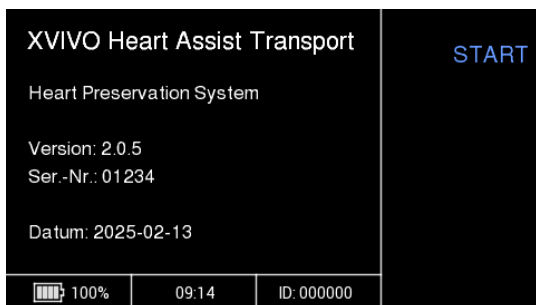 XVIVO Heart Assist Transport
START
Heart Preservation System
Version: 2.0.5
Ser.-Nr.: 01234
Datum: 2025-02-13
100%
09:14
ID: 000000